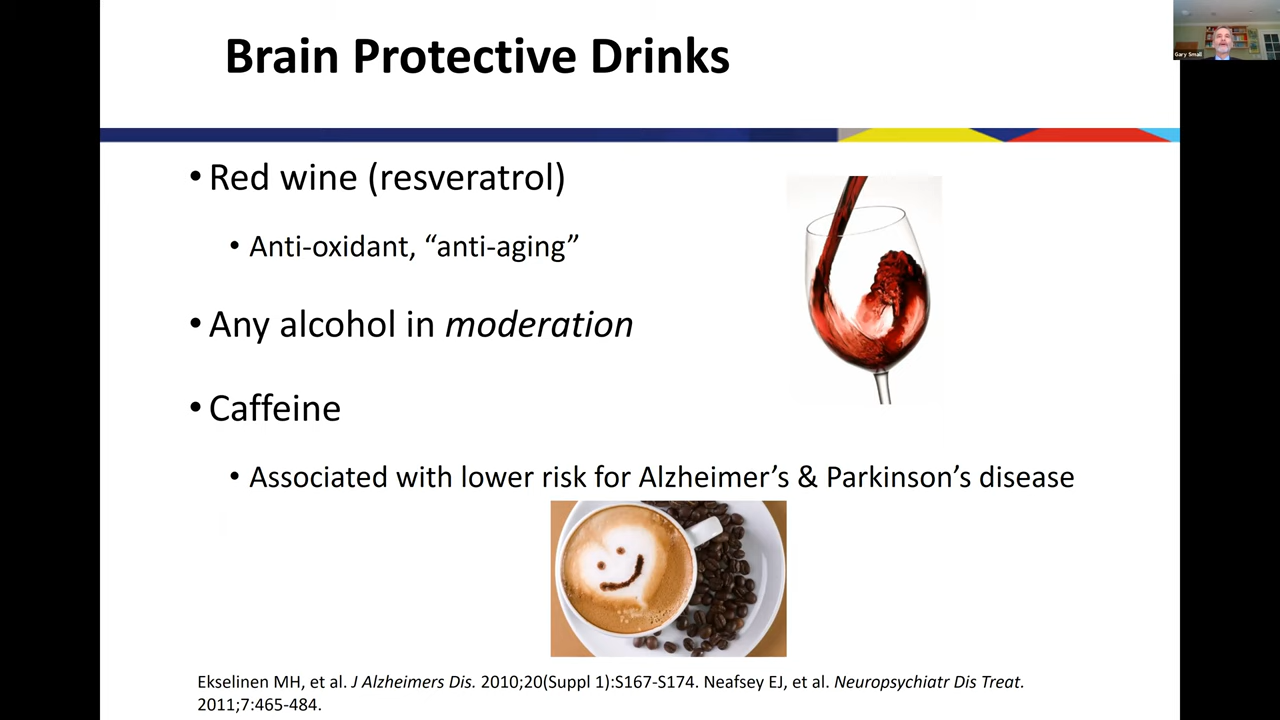 Brain Protective Drinks
Gary Small
• Red wine (resveratrol)
• Anti-oxidant, “anti-aging”
• Any alcohol in moderation
• Caffeine
• Associated with lower risk for Alzheimer’s & Parkinson’s disease
Ekselinen MH, et al. J Alzheimers Dis. 2010;20(Suppl 1):S167-S174. Neafsey EJ, et al. Neuropsychiatr Dis Treat.
2011;7:465-484.